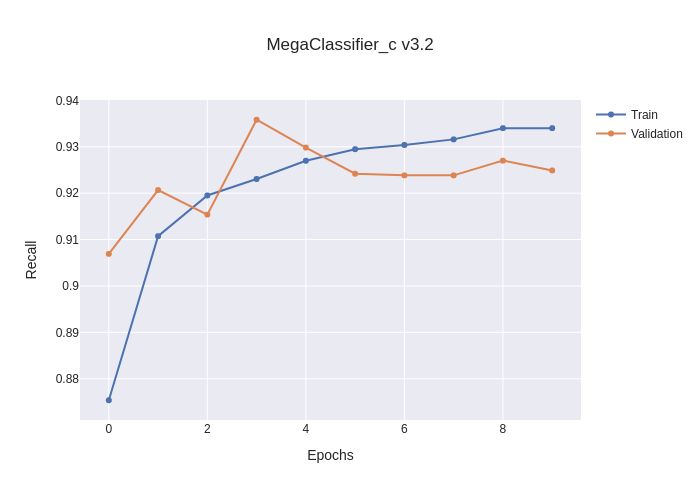 MegaClassifier_c v3.2
0.94
0.93
0.92
0.91
0.9
0.89
0.88
Recall
0 2 4 6 8
Epochs
Train
Validation